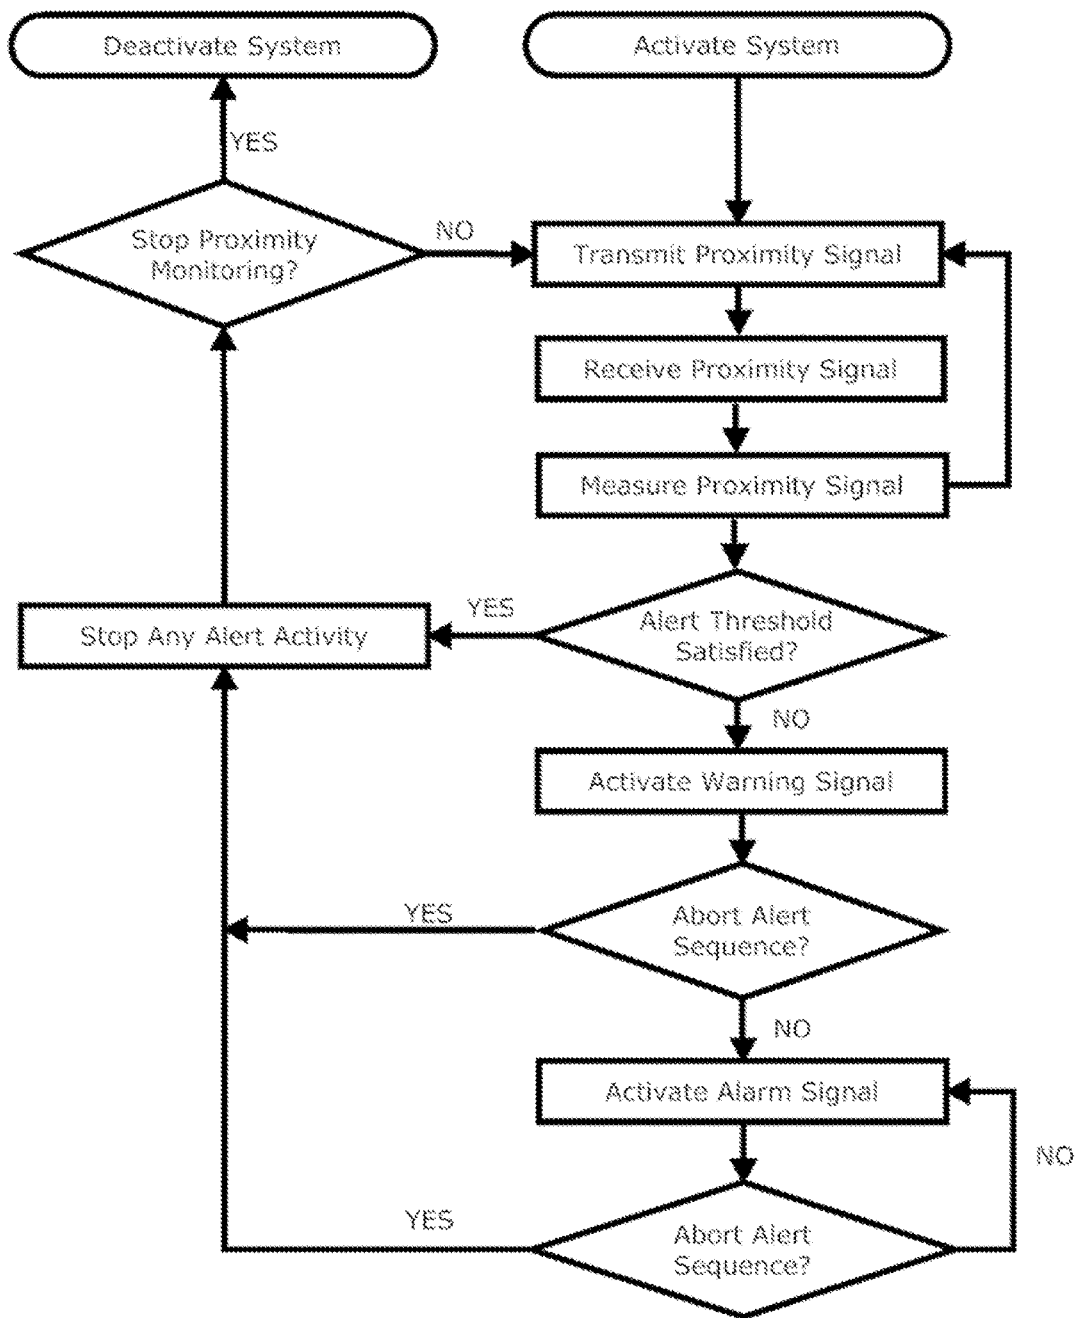 Deactivate System
Activate System
YES
Stop Proximity
Monitoring?
NO
Transmit Proximity Signal
Receive Proximity Signal
Measure Proximity Signal
Alert Threshold
Satisfied?
YES
Stop Any Alert Activity
NO
Activate Warning Signal
Abort Alert
Sequence?
YES
NO
Activate Alarm Signal
NO
YES
Abort Alert
Sequence?